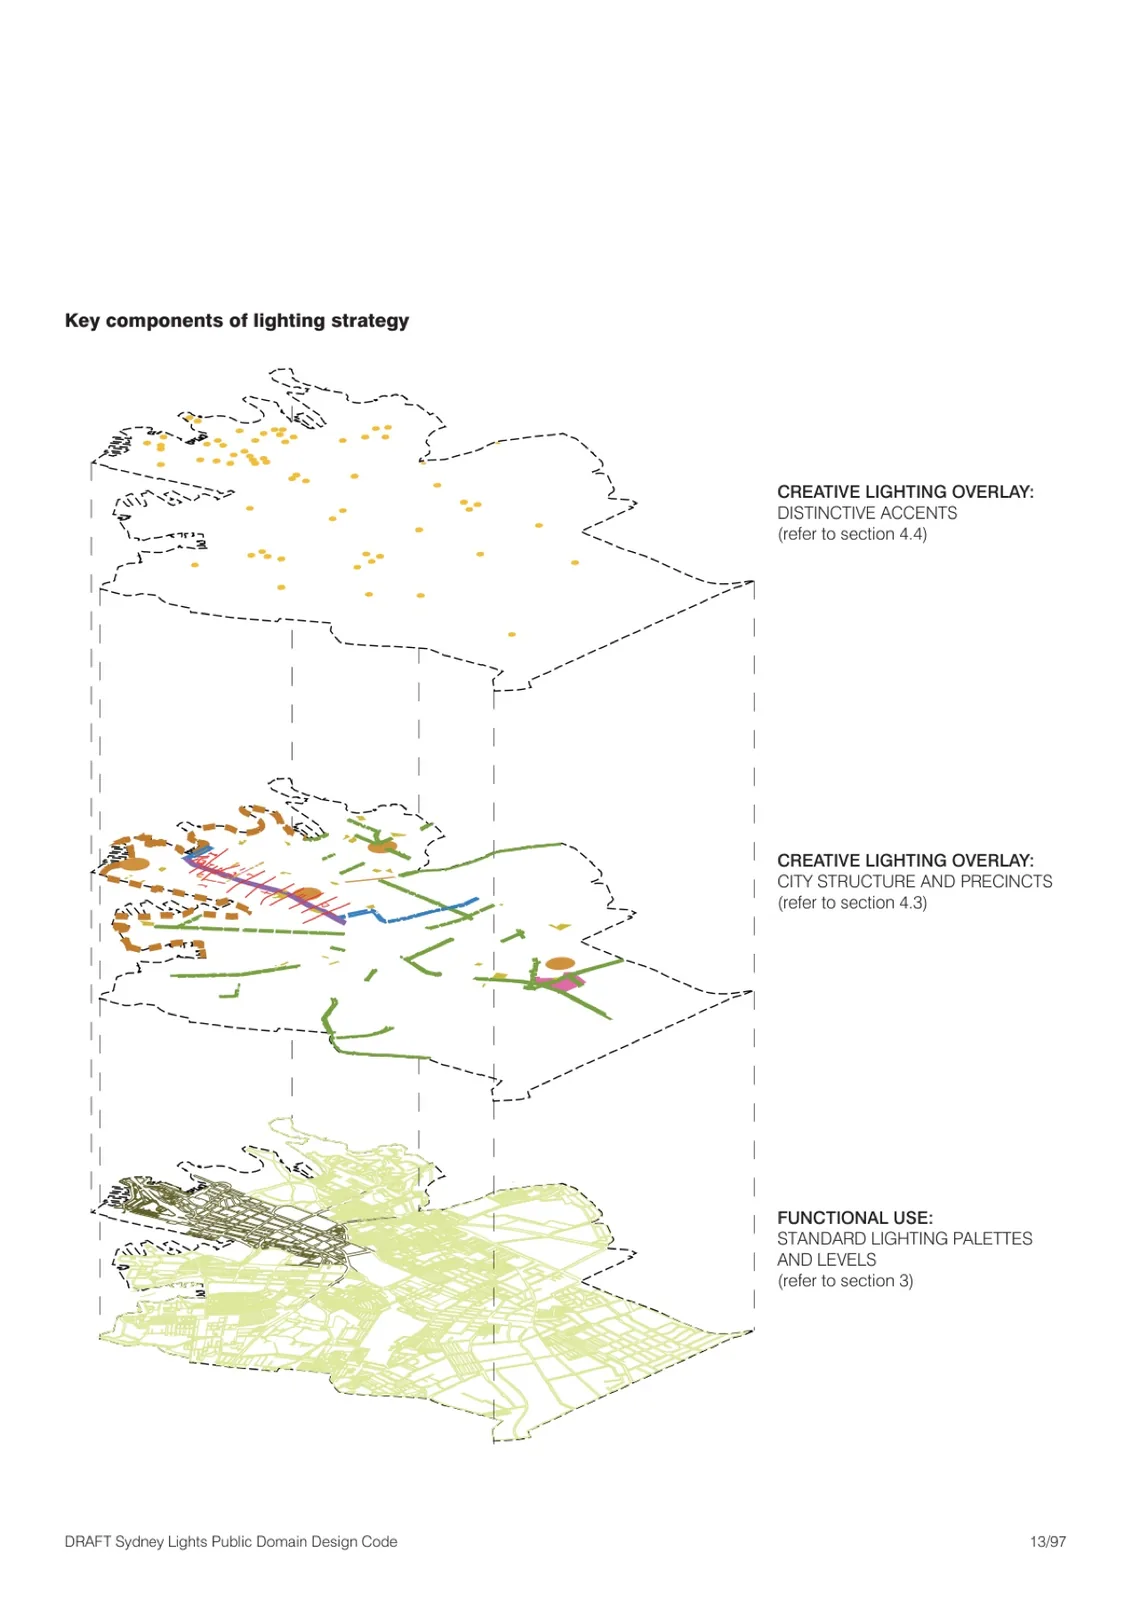 Key components of lighting strategy
CREATIVE LIGHTING OVERLAY:
DISTINCTIVE ACCENTS
(refer to section 4.4)
CREATIVE LIGHTING OVERLAY:
CITY STRUCTURE AND PRECINCTS
(refer to section 4.3)
FUNCTIONAL USE:
STANDARD LIGHTING PALETTES
AND LEVELS
(refer to section 3)
DRAFT Sydney Lights Public Domain Design Code
13/97